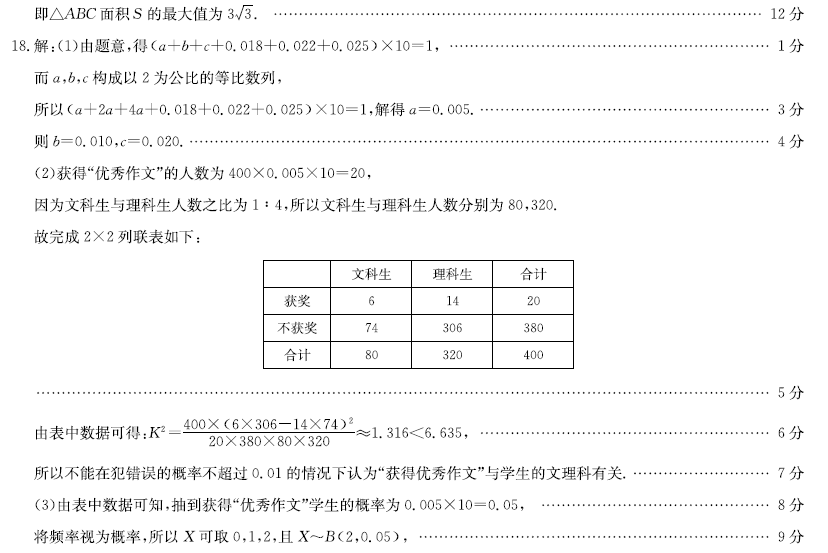 即△ABC面积S的最大值为3√3. …… 12分
18.解:(1)由题意,得(a+b+c+0.018+0.022+0.025)×10=1, …… 1分
而a,b,c构成以2为公比的等比数列,
所以(a+2a+4a+0.018+0.022+0.025)×10=1,解得a=0.005. …… 3分
则b=0.010,c=0.020. …… 4分
(2)获得“优秀作文”的人数为400×0.005×10=20,
因为文科生与理科生人数之比为1:4,所以文科生与理科生人数分别为80,320.
故完成2×2列联表如下:
文科生 理科生 合计
获奖 6 14 20
不获奖 74 306 380
合计 80 320 400
…… 5分
由表中数据可得:K²=400×(6×306−14×74)²/20×380×80×320≈1.316<6.635, …… 6分
所以不能在犯错误的概率不超过0.01的情况下认为“获得优秀作文”与学生的文理科有关. …… 7分
(3)由表中数据可知,抽到获得“优秀作文”学生的概率为0.005×10=0.05, …… 8分
将频率视为概率,所以X可取0,1,2,且X~B(2,0.05), …… 9分